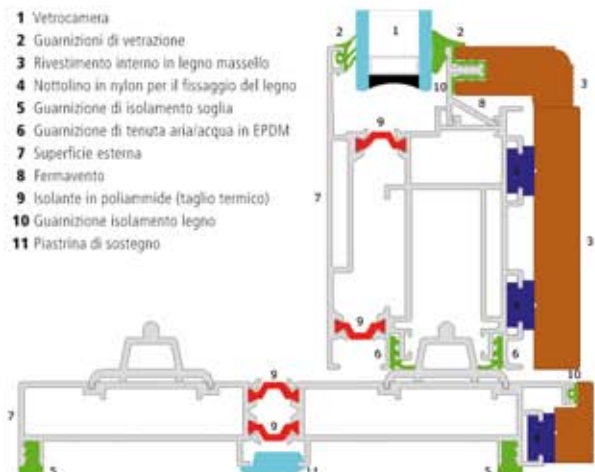 1 Vetrocamera
2 Guarnizioni di vetrazione
3 Rivestimento interno in legno massello
4 Nottolino in nylon per il fissaggio del legno
5 Guarnizione di isolamento soglia
6 Guarnizione di tenuta aria/acqua in EPDM
7 Superficie esterna
8 Fermavento
9 Isolante in poliammide (taglio termico)
10 Guarnizione isolamento legno
11 Piastrina di sostegno
2
1
2
10
3
8
9
7
3
9
6
6
9
10
7
9
5
11
5